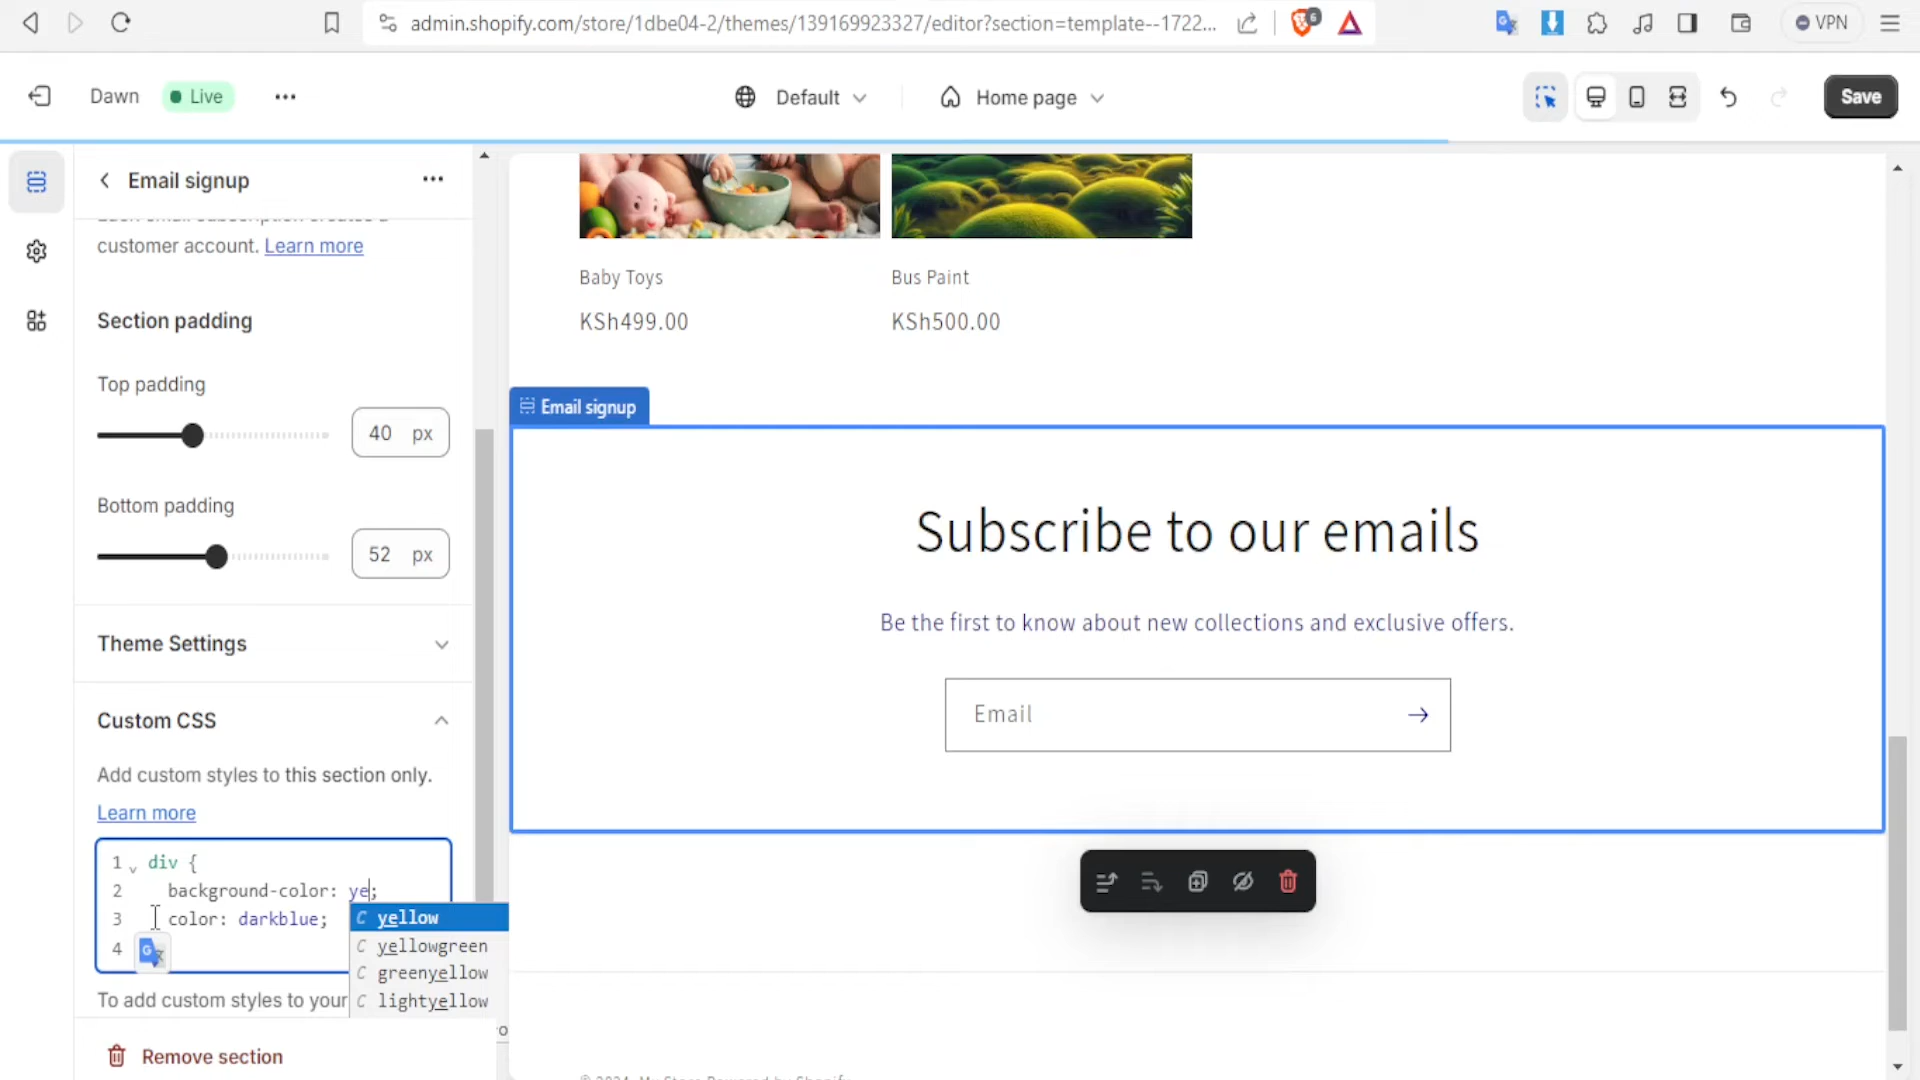 admin.shopify.com/store/1dbe04-2/themes/139169923327/editor?section=template--1722...
6
VPN
Dawn
Live
Default
Home page
Save
Email signup
customer account. Learn more
Section padding
Top padding
40 px
Bottom padding
52 px
Theme Settings
Custom CSS
Add custom styles to this section only.
Learn more
1 div {
2 background-color: ye;
3 color: darkblue;
4
C yellow
C yellowgreen
C greenyellow
C lightyellow
To add custom styles to your
Remove section
Baby Toys
KSh499.00
Bus Paint
KSh500.00
Email signup
Subscribe to our emails
Be the first to know about new collections and exclusive offers.
Email